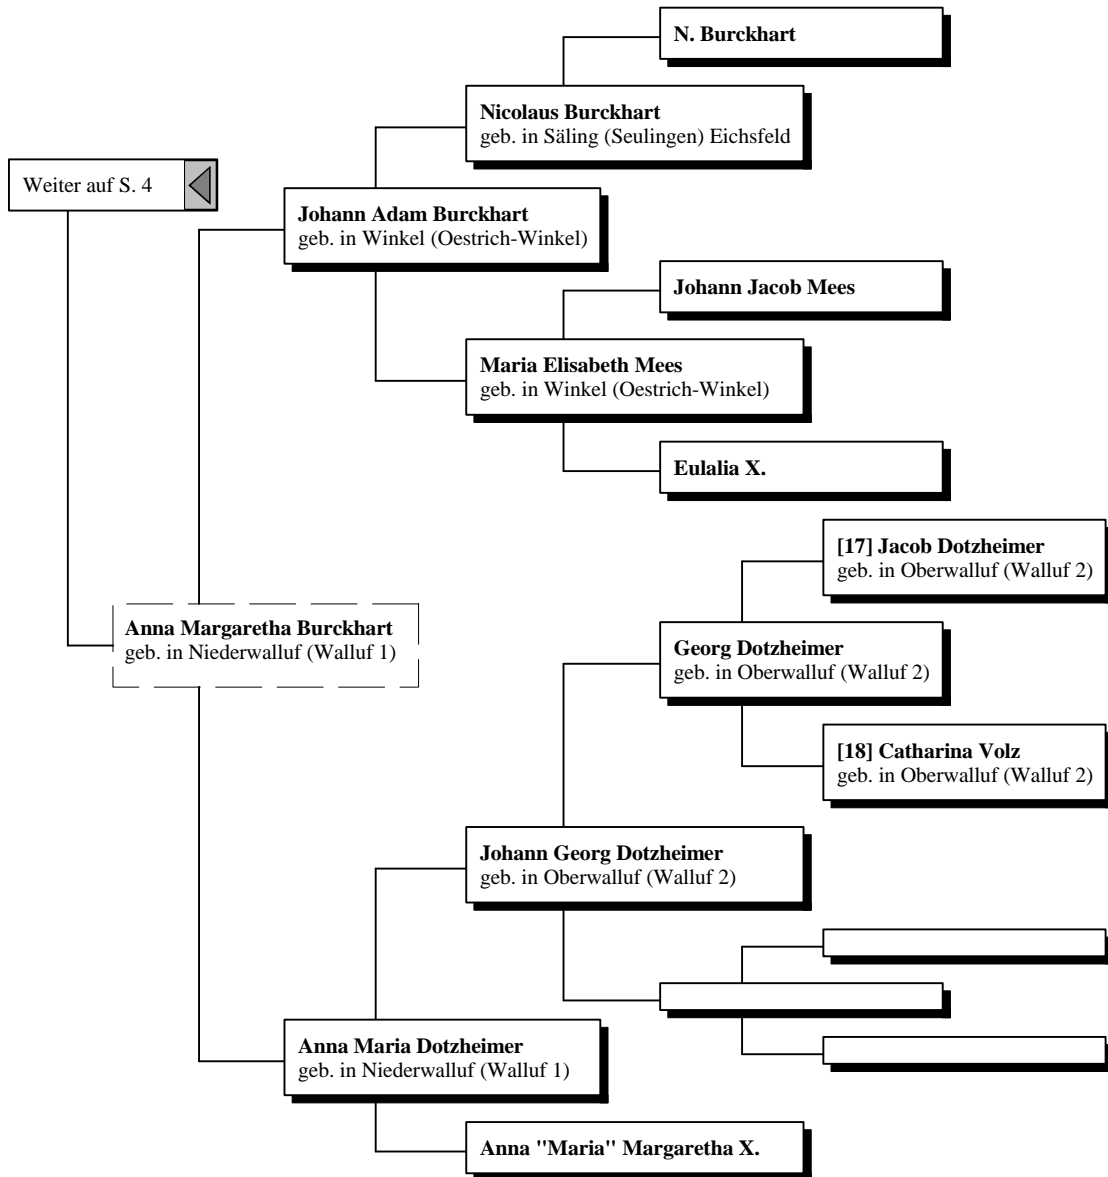 N. Burckhart
Nicolaus Burckhart
geb. in Säling (Seulingen) Eichsfeld
Weiter auf S. 4
Johann Adam Burckhart
geb. in Winkel (Oestrich-Winkel)
Johann Jacob Mees
Maria Elisabeth Mees
geb. in Winkel (Oestrich-Winkel)
Eulalia X.
[17] Jacob Dotzheimer
geb. in Oberwalluf (Walluf 2)
Anna Margaretha Burckhart
geb. in Niederwalluf (Walluf 1)
Georg Dotzheimer
geb. in Oberwalluf (Walluf 2)
[18] Catharina Volz
geb. in Oberwalluf (Walluf 2)
Johann Georg Dotzheimer
geb. in Oberwalluf (Walluf 2)
Anna Maria Dotzheimer
geb. in Niederwalluf (Walluf 1)
Anna "Maria" Margaretha X.